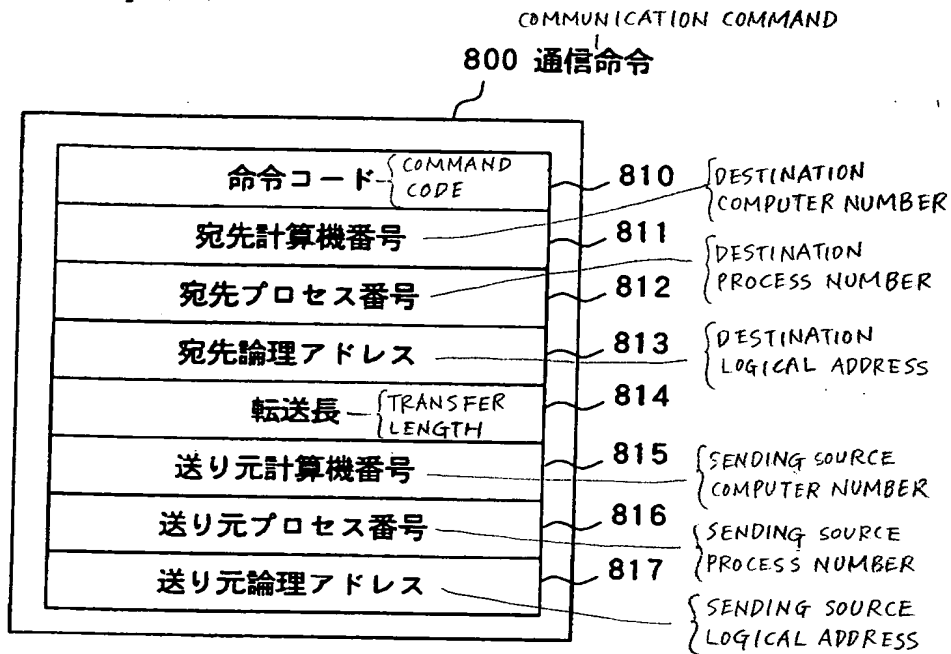 COMMUNICATION COMMAND
800 通信命令
命令コード {COMMAND CODE 810
宛先計算機番号 811 {DESTINATION COMPUTER NUMBER
宛先プロセス番号 812 {DESTINATION PROCESS NUMBER
宛先論理アドレス 813 {DESTINATION LOGICAL ADDRESS
転送長 {TRANSFER LENGTH 814
送り元計算機番号 815 {SENDING SOURCE COMPUTER NUMBER
送り元プロセス番号 816 {SENDING SOURCE PROCESS NUMBER
送り元論理アドレス 817 {SENDING SOURCE LOGICAL ADDRESS